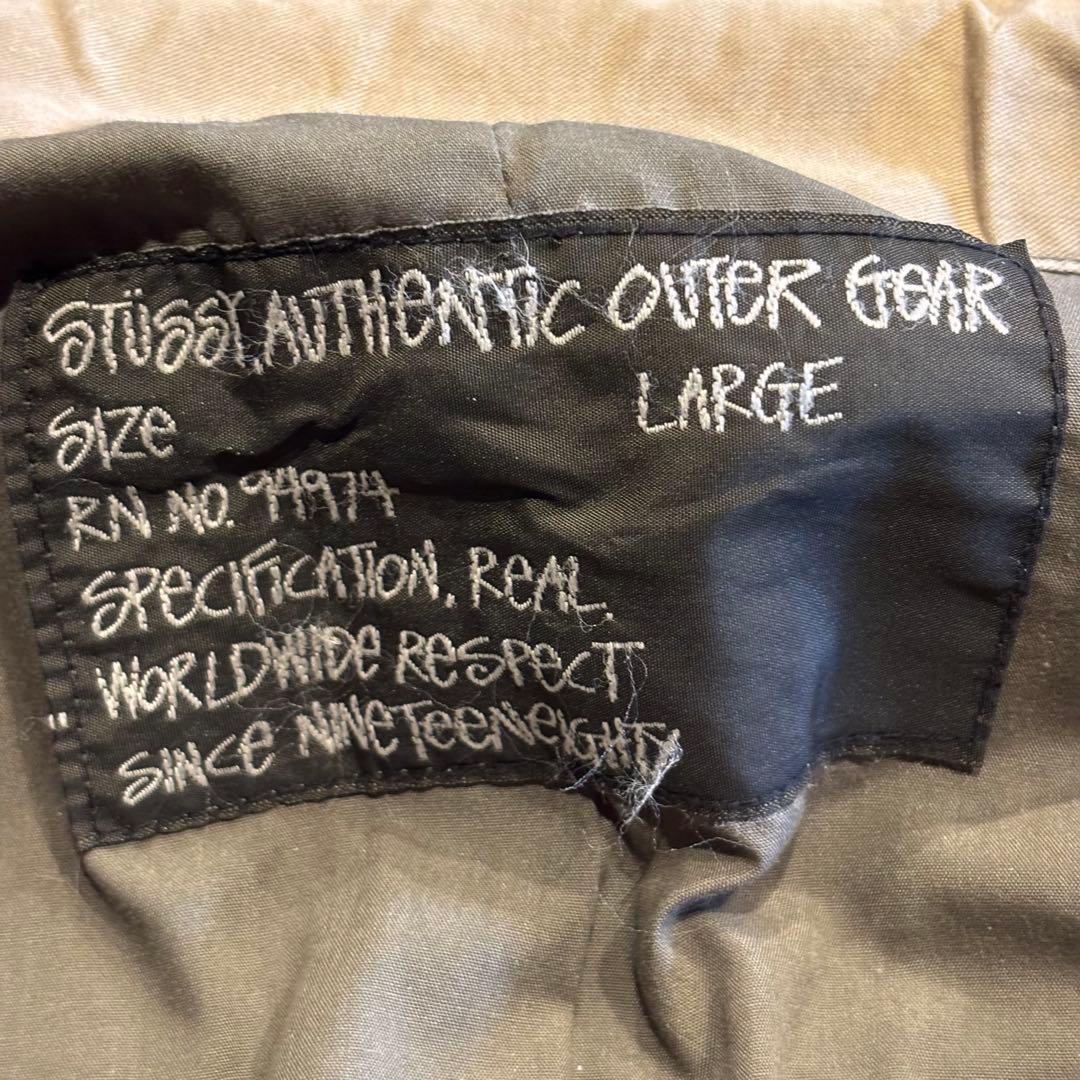 STÜSSY, AUTHENTIC OUTER GEAR
SIZE LARGE
RN NO. 94974
SPECIFICATION, REAL.
WORLDWIDE RESPECT
SINCE NINETEENEIGHTY